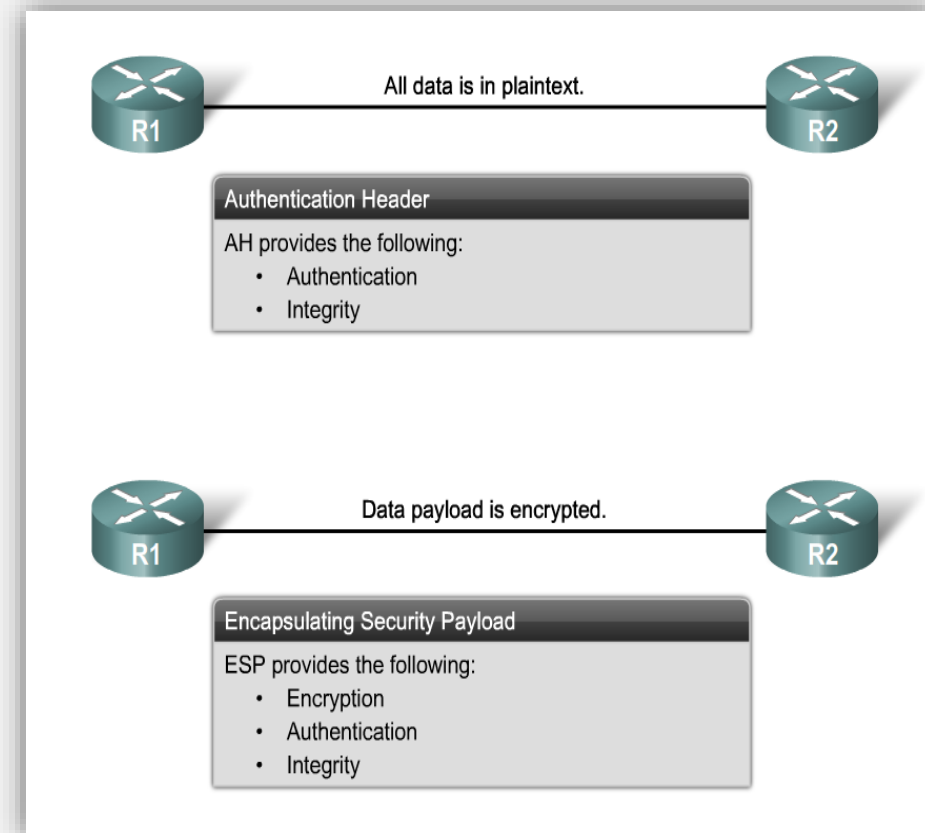 All data is in plaintext.
R1
R2
Authentication Header
AH provides the following:
• Authentication
• Integrity
Data payload is encrypted.
R1
R2
Encapsulating Security Payload
ESP provides the following:
• Encryption
• Authentication
• Integrity